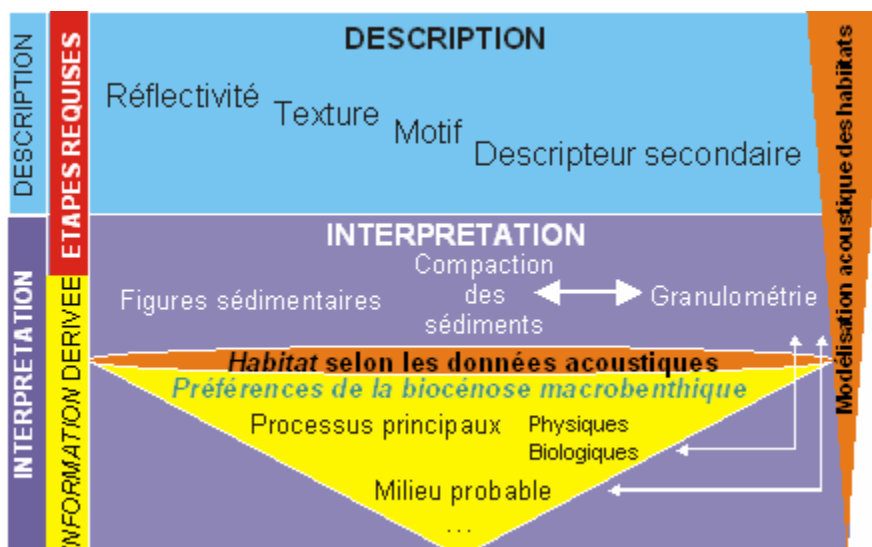 DESCRIPTION
ETAPES REQUISES
DESCRIPTION
Réflectivité
Texture
Motif
Descripteur secondaire
Modélisation acoustique des habitats
INTERPRETATION
INFORMATION DERIVEE
INTERPRETATION
Figures sédimentaires
Compaction
des
sédiments
Granulométrie
Habitat selon les données acoustiques
Préférences de la biocénose macrobenthique
Processus principaux
Physiques
Biologiques
Milieu probable
...